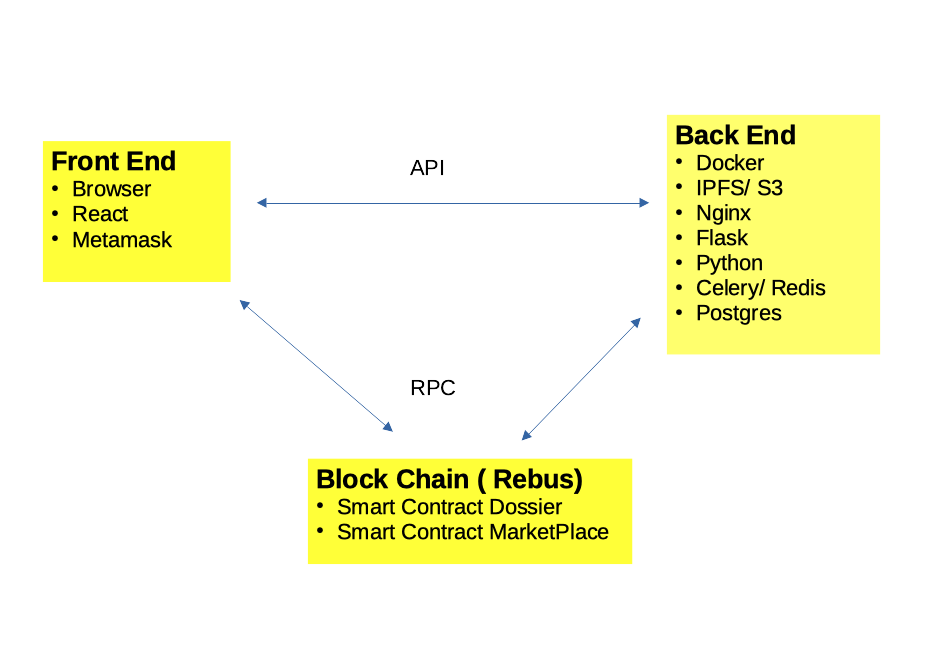 Front End
• Browser
• React
• Metamask
API
Back End
• Docker
• IPFS/ S3
• Nginx
• Flask
• Python
• Celery/ Redis
• Postgres
RPC
Block Chain ( Rebus)
• Smart Contract Dossier
• Smart Contract MarketPlace